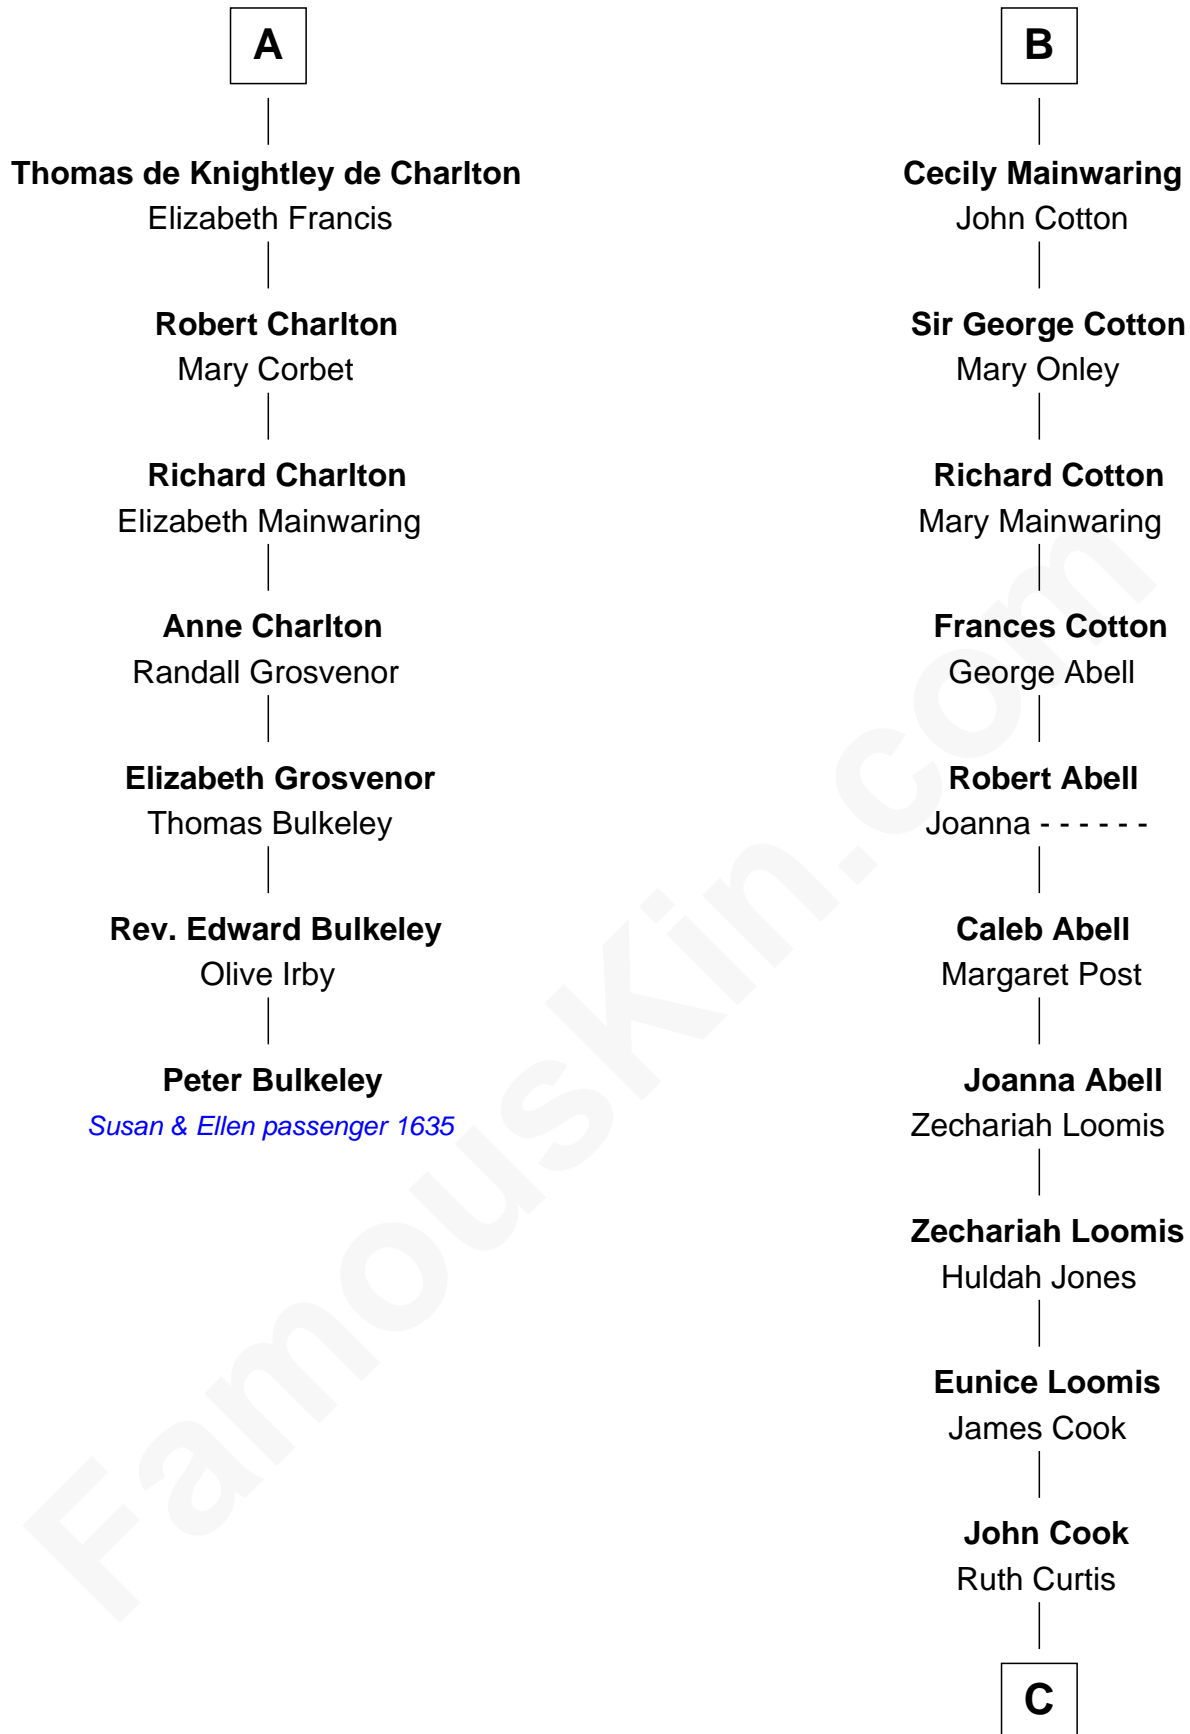 A
Thomas de Knightley de Charlton
Elizabeth Francis
Robert Charlton
Mary Corbet
Richard Charlton
Elizabeth Mainwaring
Anne Charlton
Randall Grosvenor
Elizabeth Grosvenor
Thomas Bulkeley
Rev. Edward Bulkeley
Olive Irby
Peter Bulkeley
Susan & Ellen passenger 1635
B
Cecily Mainwaring
John Cotton
Sir George Cotton
Mary Onley
Richard Cotton
Mary Mainwaring
Frances Cotton
George Abell
Robert Abell
Joanna - - - - - -
Caleb Abell
Margaret Post
Joanna Abell
Zechariah Loomis
Zechariah Loomis
Huldah Jones
Eunice Loomis
James Cook
John Cook
Ruth Curtis
C
FamousKin.com